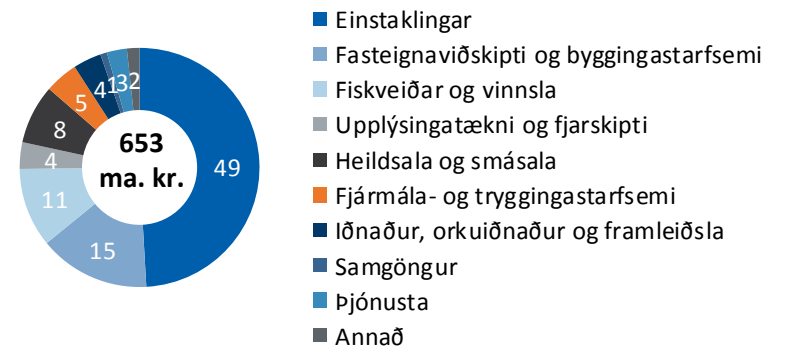 Einstaklingar
Fasteignaviðskipti og byggingastarfsemi
Fiskveiðar og vinnsla
Upplýsingatækni og fjarskipti
Heildsala og smásala
Fjármála- og tryggingastarfsemi
Iðnaður, orkuiðnaður og framleiðsla
Samgöngur
Þjónusta
Annað
653
ma. kr.
49
15
11
4
8
5
4
1
3
2